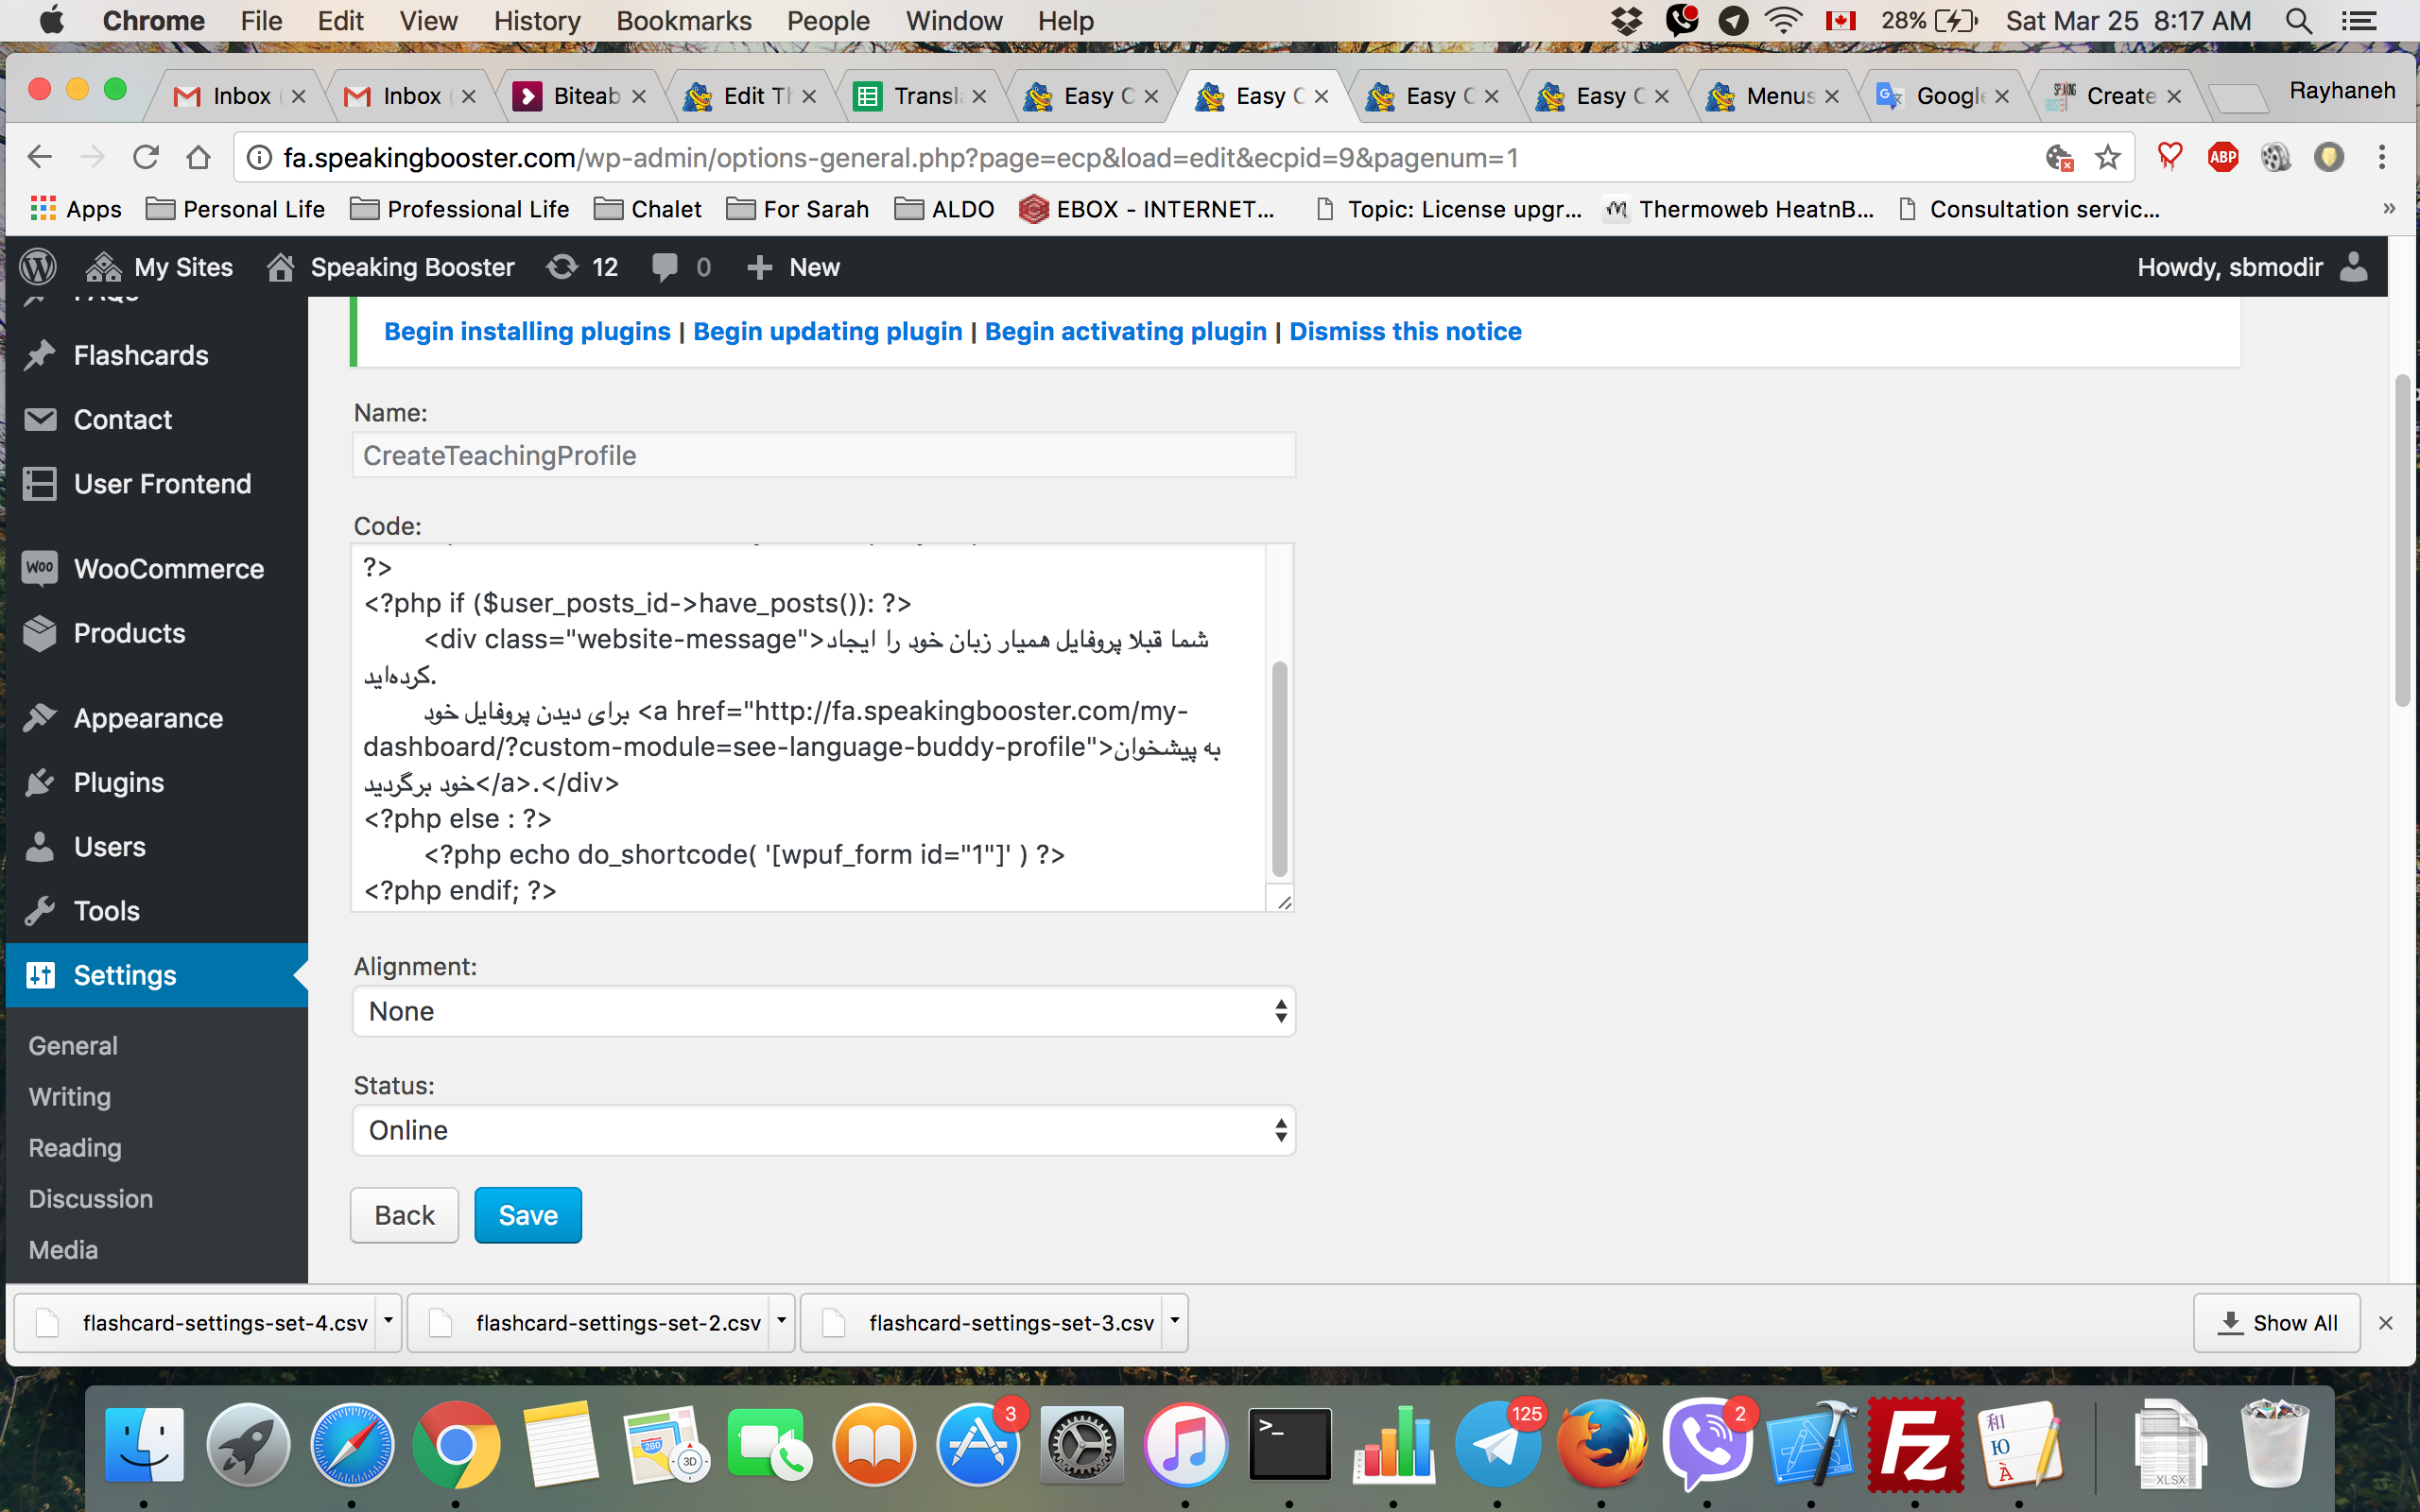 Chrome File Edit View History Bookmarks People Window Help 28% Sat Mar 25 8:17 AM
Inbox Inbox Biteab Edit Transl Easy Easy Easy Easy Menus Google Create Rayhaneh
fa.speakingbooster.com/wp-admin/options-general.php?page=ecp&load=edit&ecpid=9&pagenum=1 ABP
Apps Personal Life Professional Life Chalet For Sarah ALDO EBOX - INTERNET... Topic: License upgr... Thermoweb HeatnB... Consultation servic... »
My Sites Speaking Booster 12 0 New Howdy, sbmodir
FAQs
Flashcards
Contact
User Frontend
WooCommerce
Products
Appearance
Plugins
Users
Tools
Settings
General
Writing
Reading
Discussion
Media
Begin installing plugins | Begin updating plugin | Begin activating plugin | Dismiss this notice
Name:
CreateTeachingProfile
Code:
?>
<?php if ($user_posts_id->have_posts()): ?>
<div class="website-message">شما قبلا پروفایل همیار زبان خود را ایجاد
کرده‌اید.
برای دیدن پروفایل خود <a href="http://fa.speakingbooster.com/my-
dashboard/?custom-module=see-language-buddy-profile">به پیشخوان
خود برگردید</a>.</div>
<?php else : ?>
<?php echo do_shortcode( '[wpuf_form id="1"]' ) ?>
<?php endif; ?>
Alignment:
None
Status:
Online
Back Save
flashcard-settings-set-4.csv flashcard-settings-set-2.csv flashcard-settings-set-3.csv Show All
3 125 2
280 3D >_ Fz XLSX